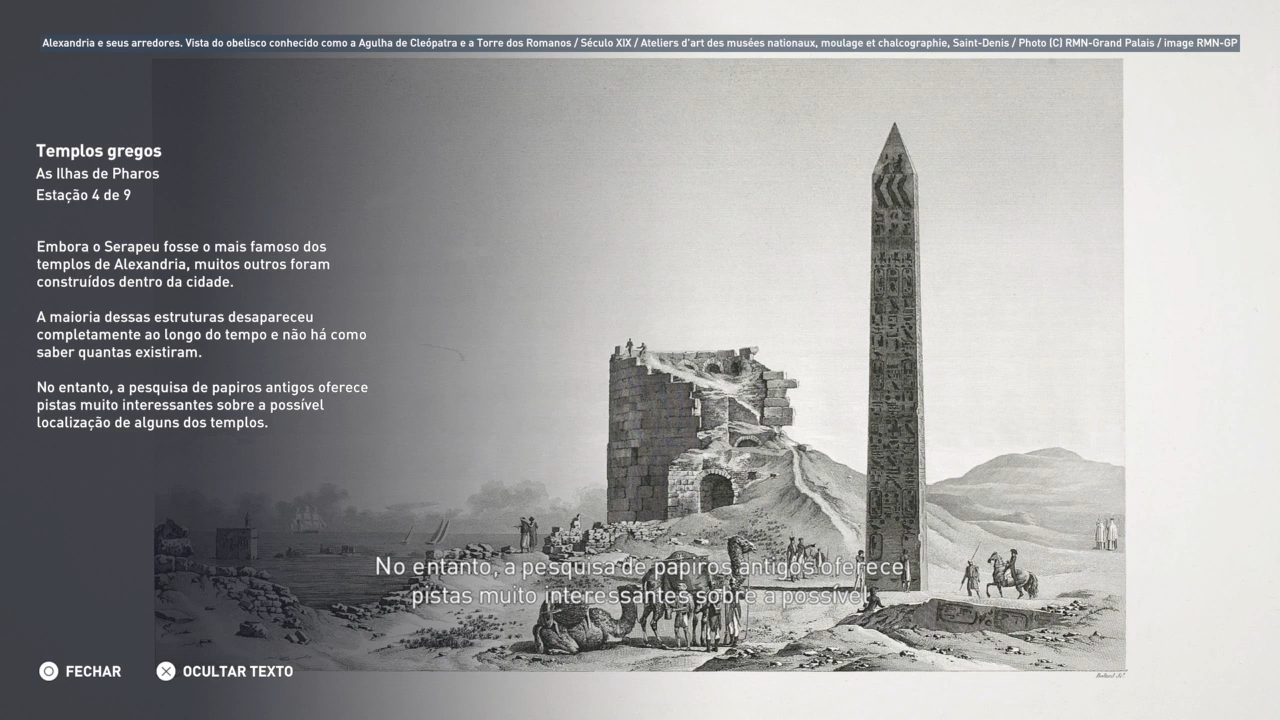 Alexandria e seus arredores. Vista do obelisco conhecido como a Agulha de Cleópatra e a Torre dos Romanos / Século XIX / Ateliers d'art des musées nationaux, moulage et chalcographie, Saint-Denis / Photo (C) RMN-Grand Palais / image RMN-GP
Templos gregos
As Ilhas de Pharos
Estação 4 de 9
Embora o Serapeu fosse o mais famoso dos
templos de Alexandria, muitos outros foram
construídos dentro da cidade.
A maioria dessas estruturas desapareceu
completamente ao longo do tempo e não há como
saber quantas existiram.
No entanto, a pesquisa de papiros antigos oferece
pistas muito interessantes sobre a possível
localização de alguns dos templos.
No entanto, a pesquisa de papiros antigos oferece
pistas muito interessantes sobre a possível
FECHAR
OCULTAR TEXTO